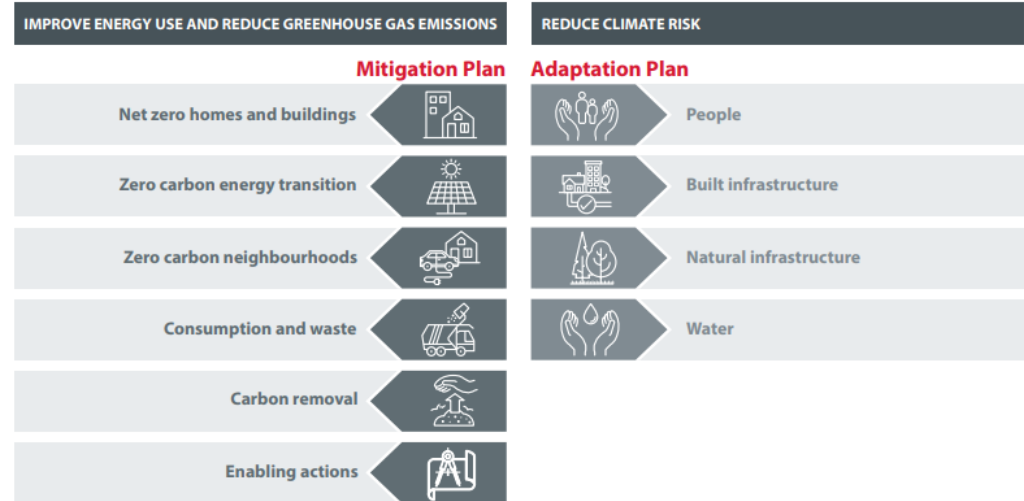 IMPROVE ENERGY USE AND REDUCE GREENHOUSE GAS EMISSIONS
Mitigation Plan
Net zero homes and buildings
Zero carbon energy transition
Zero carbon neighbourhoods
Consumption and waste
Carbon removal
Enabling actions
REDUCE CLIMATE RISK
Adaptation Plan
People
Built infrastructure
Natural infrastructure
Water